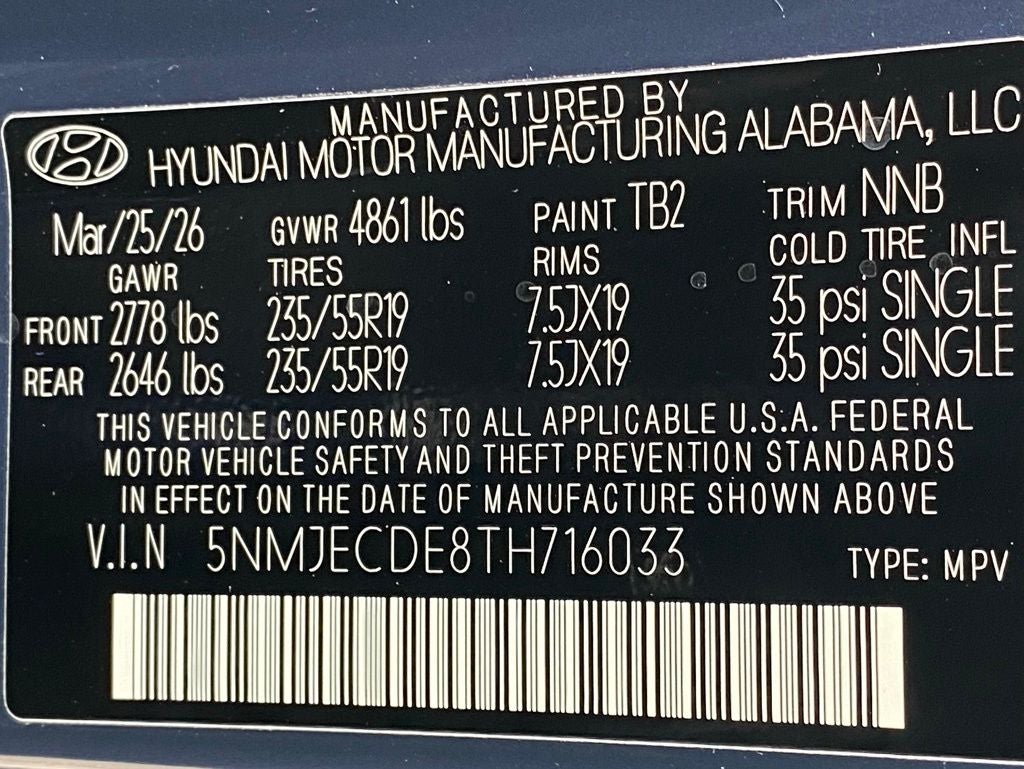 MANUFACTURED BY
HYUNDAI MOTOR MANUFACTURING ALABAMA, LLC
Mar/25/26 GVWR 4861 lbs PAINT TB2 TRIM NNB
GAWR TIRES RIMS COLD TIRE INFL
FRONT 2778 lbs 235/55R19 7.5JX19 35 psi SINGLE
REAR 2646 lbs 235/55R19 7.5JX19 35 psi SINGLE
THIS VEHICLE CONFORMS TO ALL APPLICABLE U.S.A. FEDERAL
MOTOR VEHICLE SAFETY AND THEFT PREVENTION STANDARDS
IN EFFECT ON THE DATE OF MANUFACTURE SHOWN ABOVE
V.I.N 5NMJECDE8TH716033 TYPE: MPV